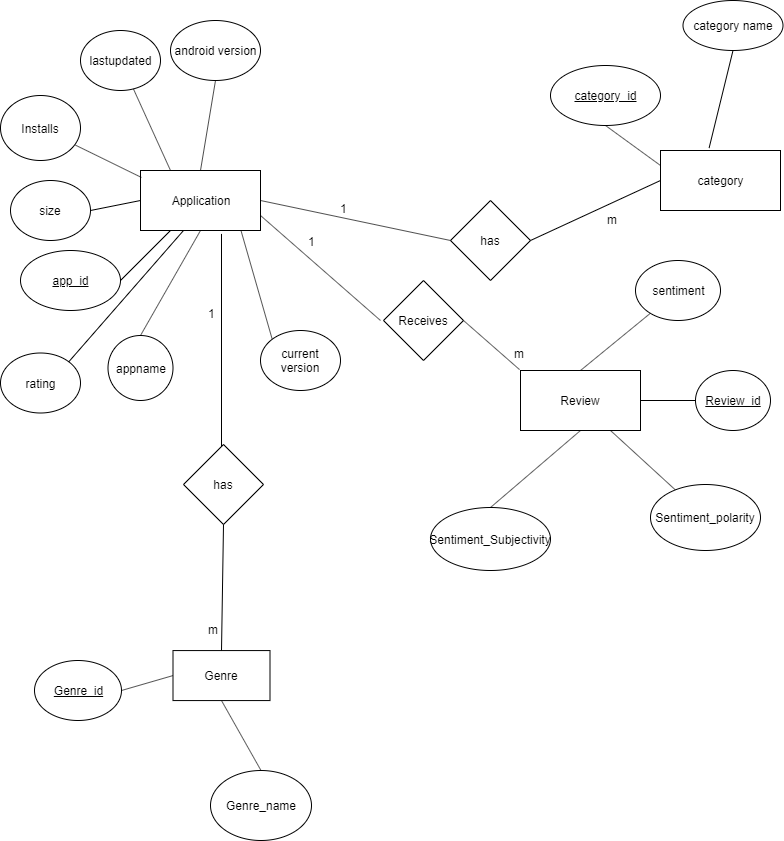 category name
android version
lastupdated
category_id
Installs
category
Application
size
1
m
has
1
app_id
sentiment
1
Receives
m
current
version
appname
rating
Review
Review_id
has
Sentiment_polarity
Sentiment_Subjectivity
m
Genre
Genre_id
Genre_name